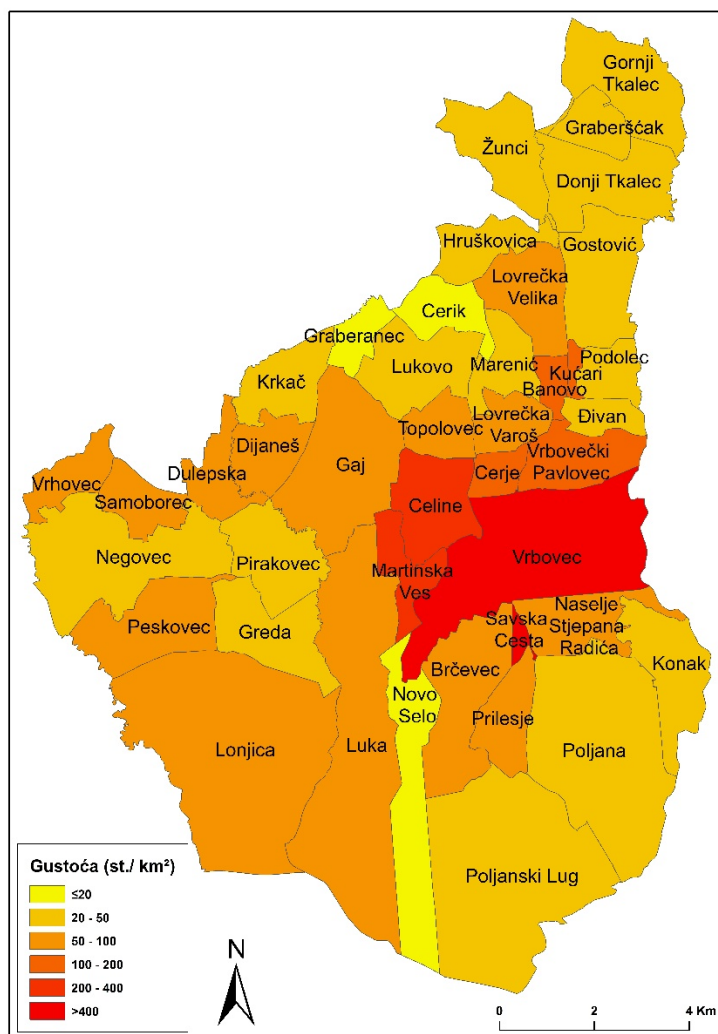 Gornji
Tkalec
Graberšćak
Žunci
Donji Tkalec
Hruškovica
Gostović
Lovrečka
Velika
Cerik
Graberanec
Lukovo
Marenić
Podolec
Kućari
Banovo
Krkač
Đivan
Topolovec
Lovrečka
Varoš
Dijaneš
Gaj
Vrbovečki
Pavlovec
Cerje
Vrhovec
Dulepska
Samoborec
Celine
Negovec
Pirakovec
Vrbovec
Martinska
Ves
Peskovec
Greda
Savska
Cesta
Naselje
Stjepana
Radića
Brčevec
Konak
Novo
Selo
Prilesje
Lonjica
Luka
Poljana
Poljanski Lug
Gustoća (st./ km²)
≤20
20 - 50
50 - 100
100 - 200
200 - 400
>400
N
0 2 4 Km